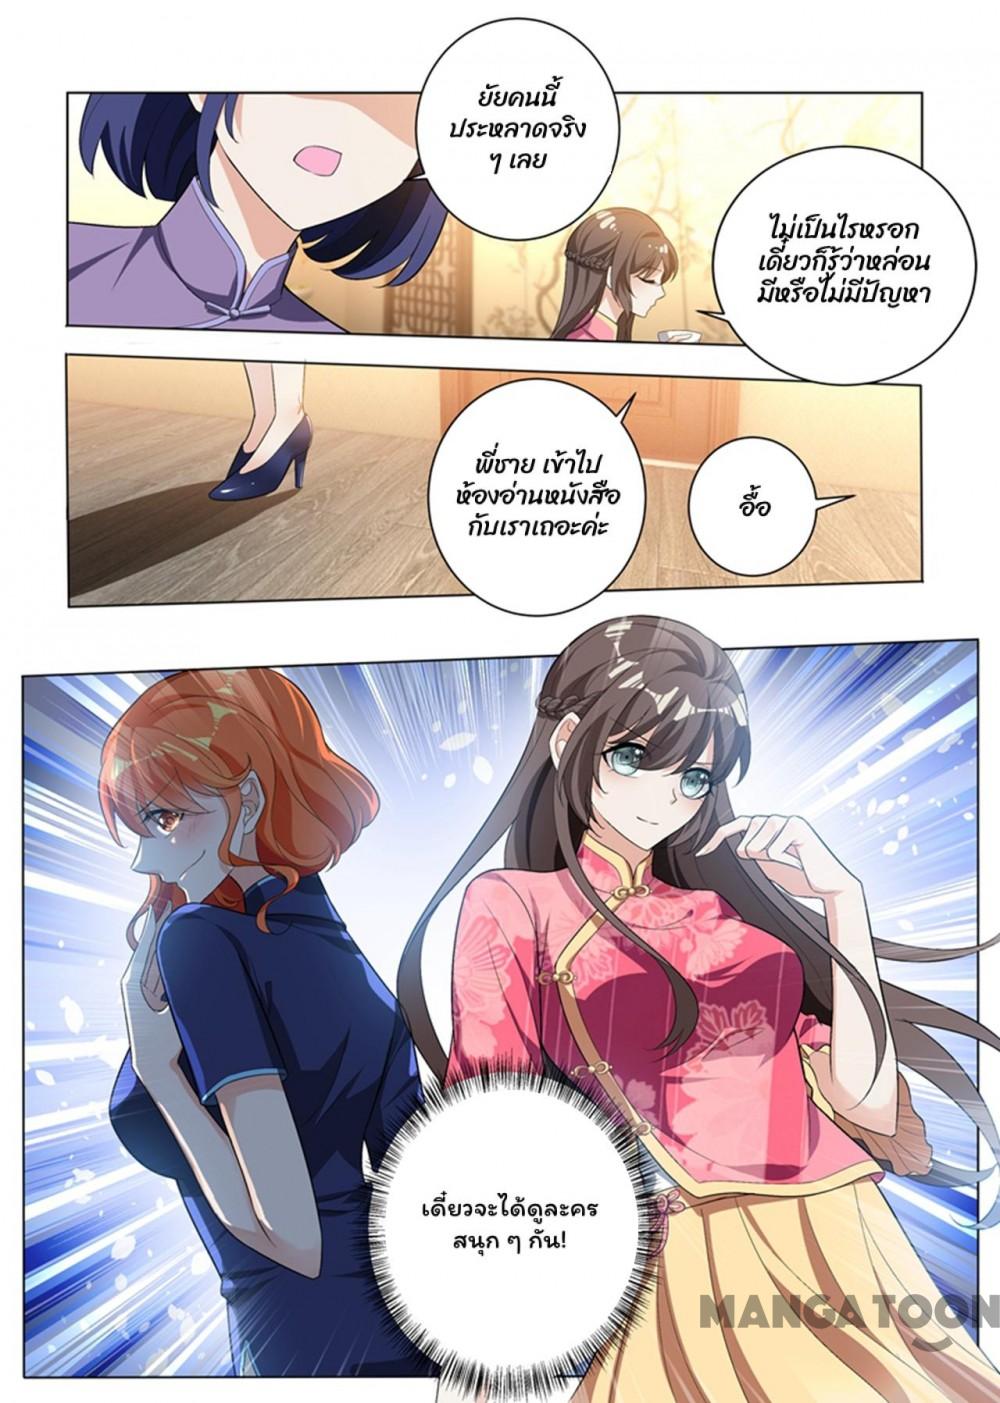 ยัยคนนี้
ประหลาดจริง
ๆ เลย
ไม่เป็นไรหรอก
เดี๋ยวก็รู้ว่าหล่อน
มีหรือไม่มีปัญหา
พี่ชาย เข้าไป
ห้องอ่านหนังสือ
กับเราเถอะค่ะ
อื้อ
เดี๋ยวจะได้ดูละคร
สนุก ๆ กัน!
MANGATOON